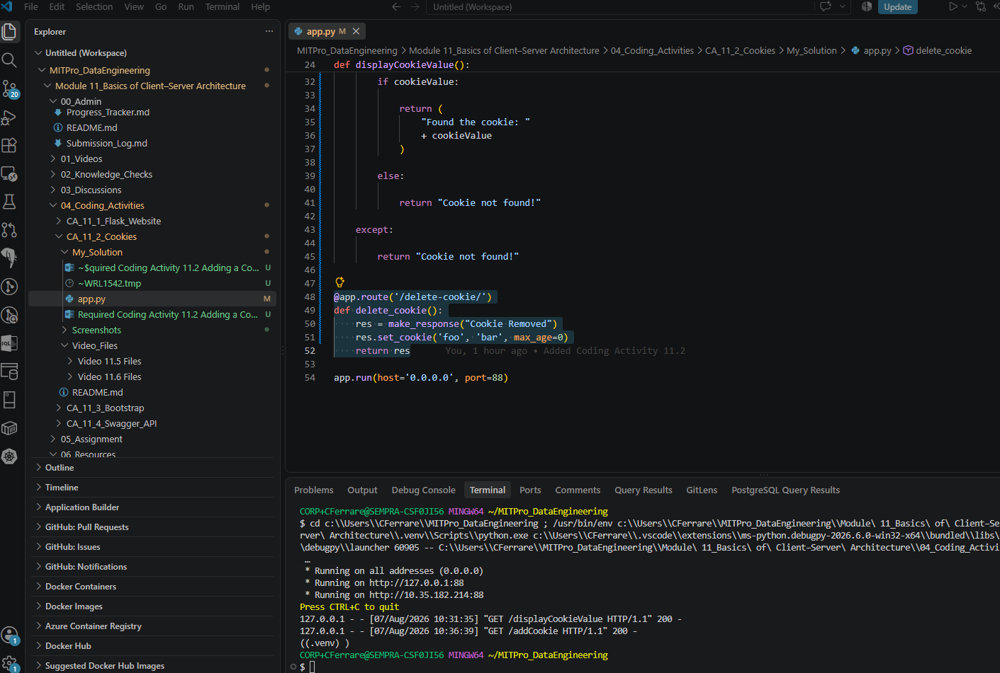 File Edit Selection View Go Run Terminal Help
Untitled (Workspace)
Update
Explorer
Untitled (Workspace)
MITPro_DataEngineering
Module 11_Basics of Client–Server Architecture
00_Admin
Progress_Tracker.md
README.md
Submission_Log.md
01_Videos
02_Knowledge_Checks
03_Discussions
04_Coding_Activities
CA_11_1_Flask_Website
CA_11_2_Cookies
My_Solution
~$quired Coding Activity 11.2 Adding a Co... U
~WRL1542.tmp U
app.py M
Required Coding Activity 11.2 Adding a Co... U
Screenshots
Video_Files
Video 11.5 Files
Video 11.6 Files
README.md
CA_11_3_Bootstrap
CA_11_4_Swagger_API
05_Assignment
06_Resources
Outline
Timeline
Application Builder
GitHub: Pull Requests
GitHub: Issues
GitHub: Notifications
Docker Containers
Docker Images
Azure Container Registry
Docker Hub
Suggested Docker Hub Images
20
SQL
1
1
app.py M
MITPro_DataEngineering > Module 11_Basics of Client–Server Architecture > 04_Coding_Activities > CA_11_2_Cookies > My_Solution > app.py > delete_cookie
24 def displayCookieValue():
32 if cookieValue:
33
34 return (
35 "Found the cookie: "
36 + cookieValue
37 )
38
39 else:
40
41 return "Cookie not found!"
42
43 except:
44
45 return "Cookie not found!"
46
47
48 @app.route('/delete-cookie/')
49 def delete_cookie():
50 res = make_response("Cookie Removed")
51 res.set_cookie('foo', 'bar', max_age=0)
52 return res You, 1 hour ago • Added Coding Activity 11.2
53
54 app.run(host='0.0.0.0', port=88)
Problems Output Debug Console Terminal Ports Comments Query Results GitLens PostgreSQL Query Results
CORP+CFerrare@SEMPRA-CSF0JI56 MINGW64 ~/MITPro_DataEngineering
$ cd c:\\Users\\CFerrare\\MITPro_DataEngineering ; /usr/bin/env c:\\Users\\CFerrare\\MITPro_DataEngineering\\Module\ 11_Basics\ of\ Client–Se
rver\ Architecture\\.venv\\Scripts\\python.exe c:\\Users\\CFerrare\\.vscode\\extensions\\ms-python.debugpy-2026.6.0-win32-x64\\bundled\\libs\
\debugpy\\launcher 60905 -- C:\\Users\\CFerrare\\MITPro_DataEngineering\\Module\ 11_Basics\ of\ Client–Server\ Architecture\\04_Coding_Activi
…
* Running on all addresses (0.0.0.0)
* Running on http://127.0.0.1:88
* Running on http://10.35.182.214:88
Press CTRL+C to quit
127.0.0.1 - - [07/Aug/2026 10:31:35] "GET /displayCookieValue HTTP/1.1" 200 -
127.0.0.1 - - [07/Aug/2026 10:36:39] "GET /addCookie HTTP/1.1" 200 -
((.venv) )
CORP+CFerrare@SEMPRA-CSF0JI56 MINGW64 ~/MITPro_DataEngineering
$